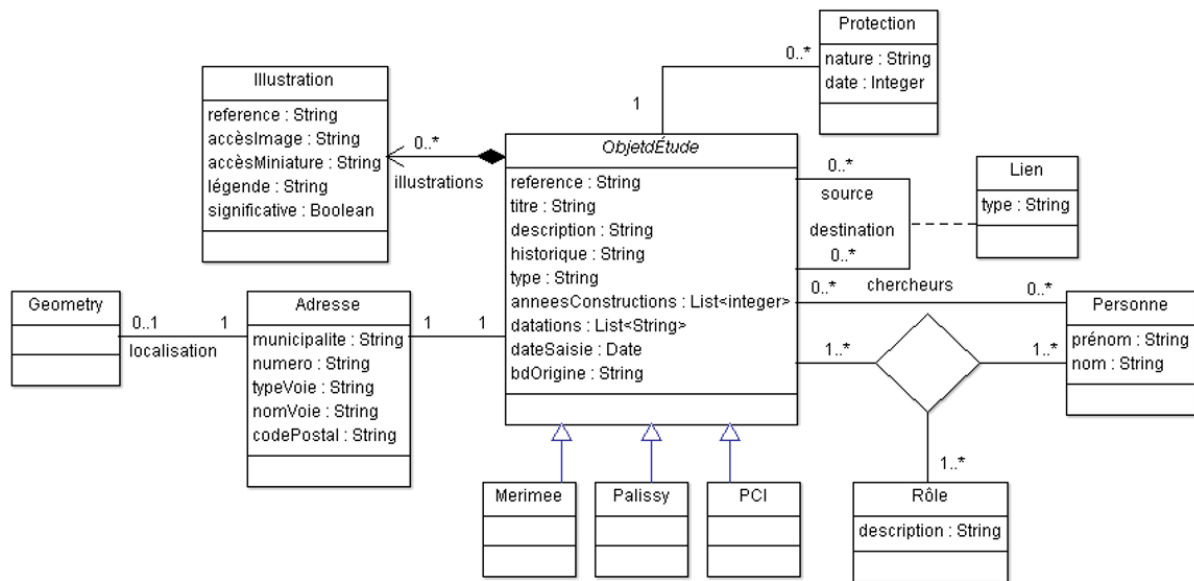 Protection
nature : String
date : Integer
0..*
1
Illustration
reference : String
accèsImage : String
accèsMiniature : String
légende : String
significative : Boolean
0..*
illustrations
ObjetdÉtude
reference : String
titre : String
description : String
historique : String
type : String
anneesConstructions : List<integer>
datations : List<String>
dateSaisie : Date
bdOrigine : String
0..*
source
destination
0..*
Lien
type : String
Geometry
0..1
1
localisation
Adresse
municipalite : String
numero : String
typeVoie : String
nomVoie : String
codePostal : String
1
1
0..*
chercheurs
0..*
Personne
prénom : String
nom : String
1..*
1..*
1..*
Merimee
Palissy
PCI
Rôle
description : String